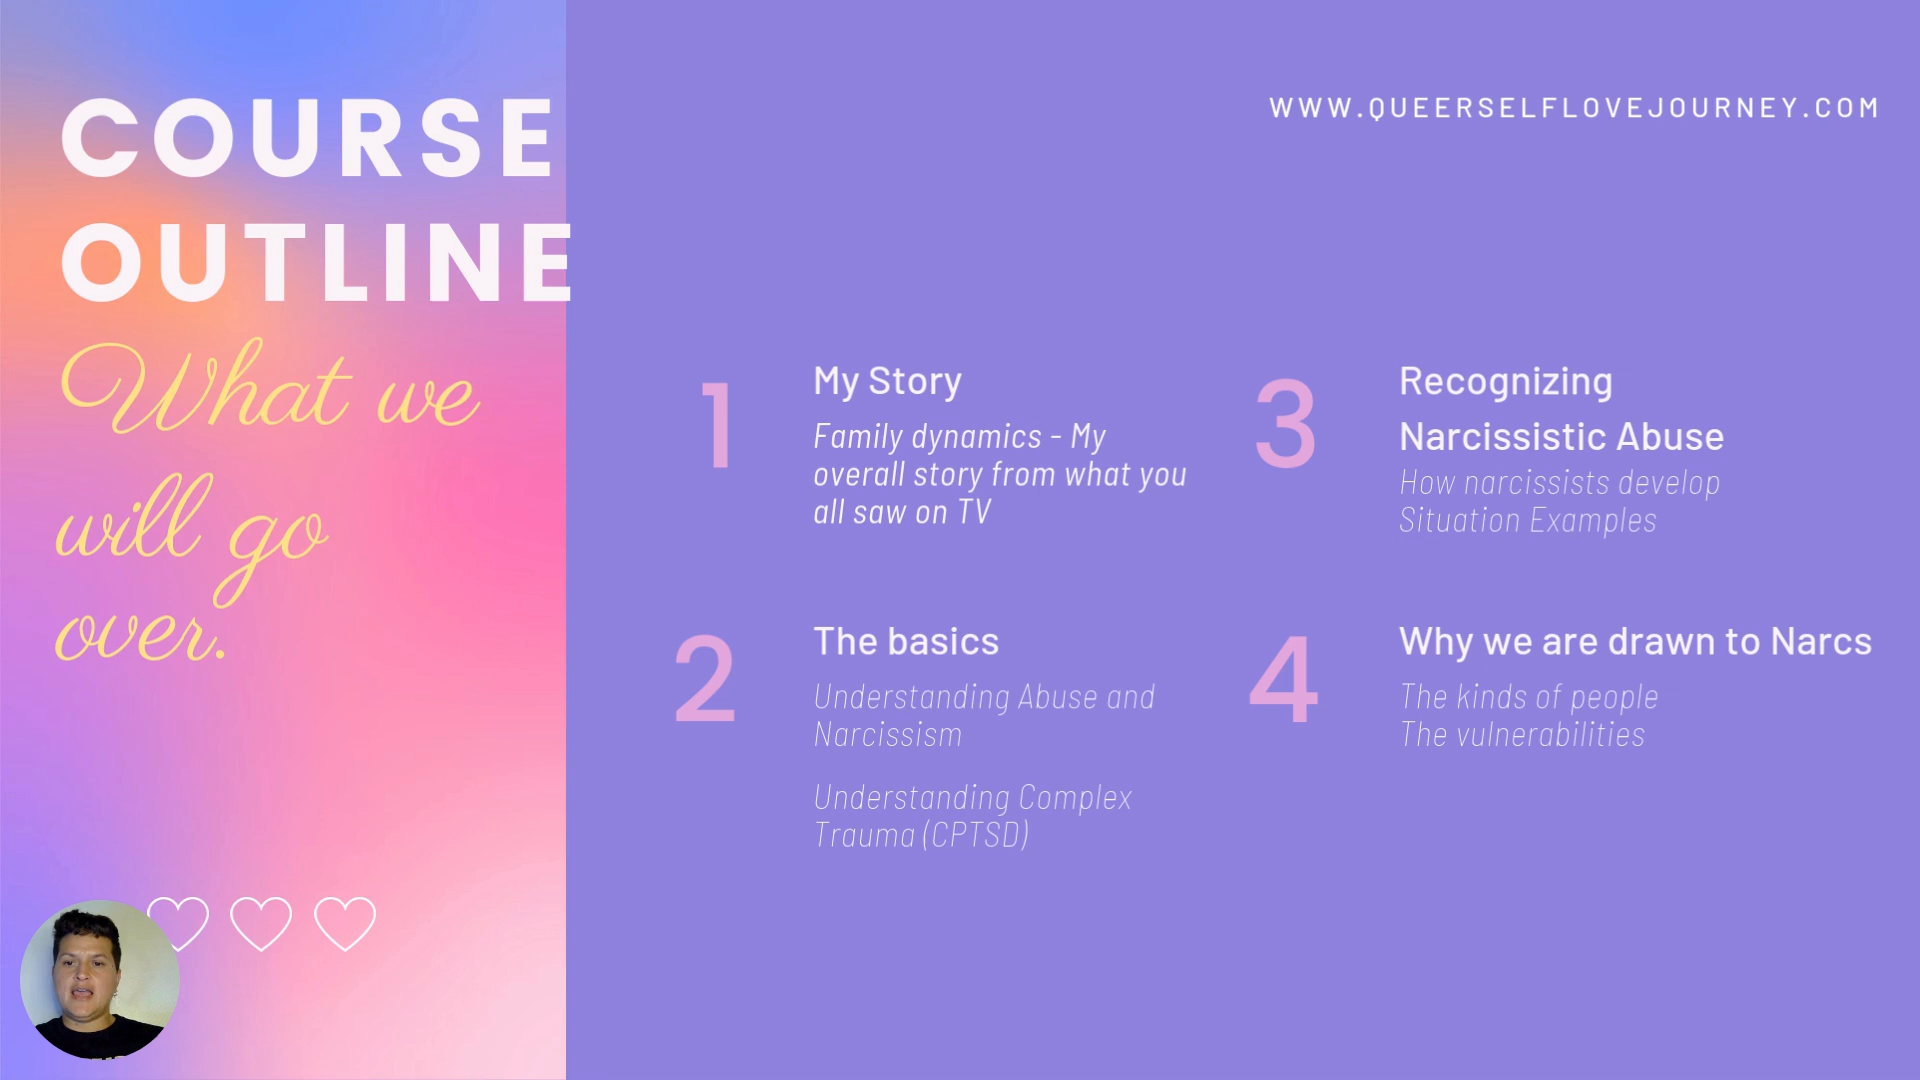 COURSE
OUTLINE
What we
will go
over.
WWW.QUEERSELFLOVEJOURNEY.COM
1
My Story
Family dynamics - My
overall story from what you
all saw on TV
2
The basics
Understanding Abuse and
Narcissism
Understanding Complex
Trauma (CPTSD)
3
Recognizing
Narcissistic Abuse
How narcissists develop
Situation Examples
4
Why we are drawn to Narcs
The kinds of people
The vulnerabilities